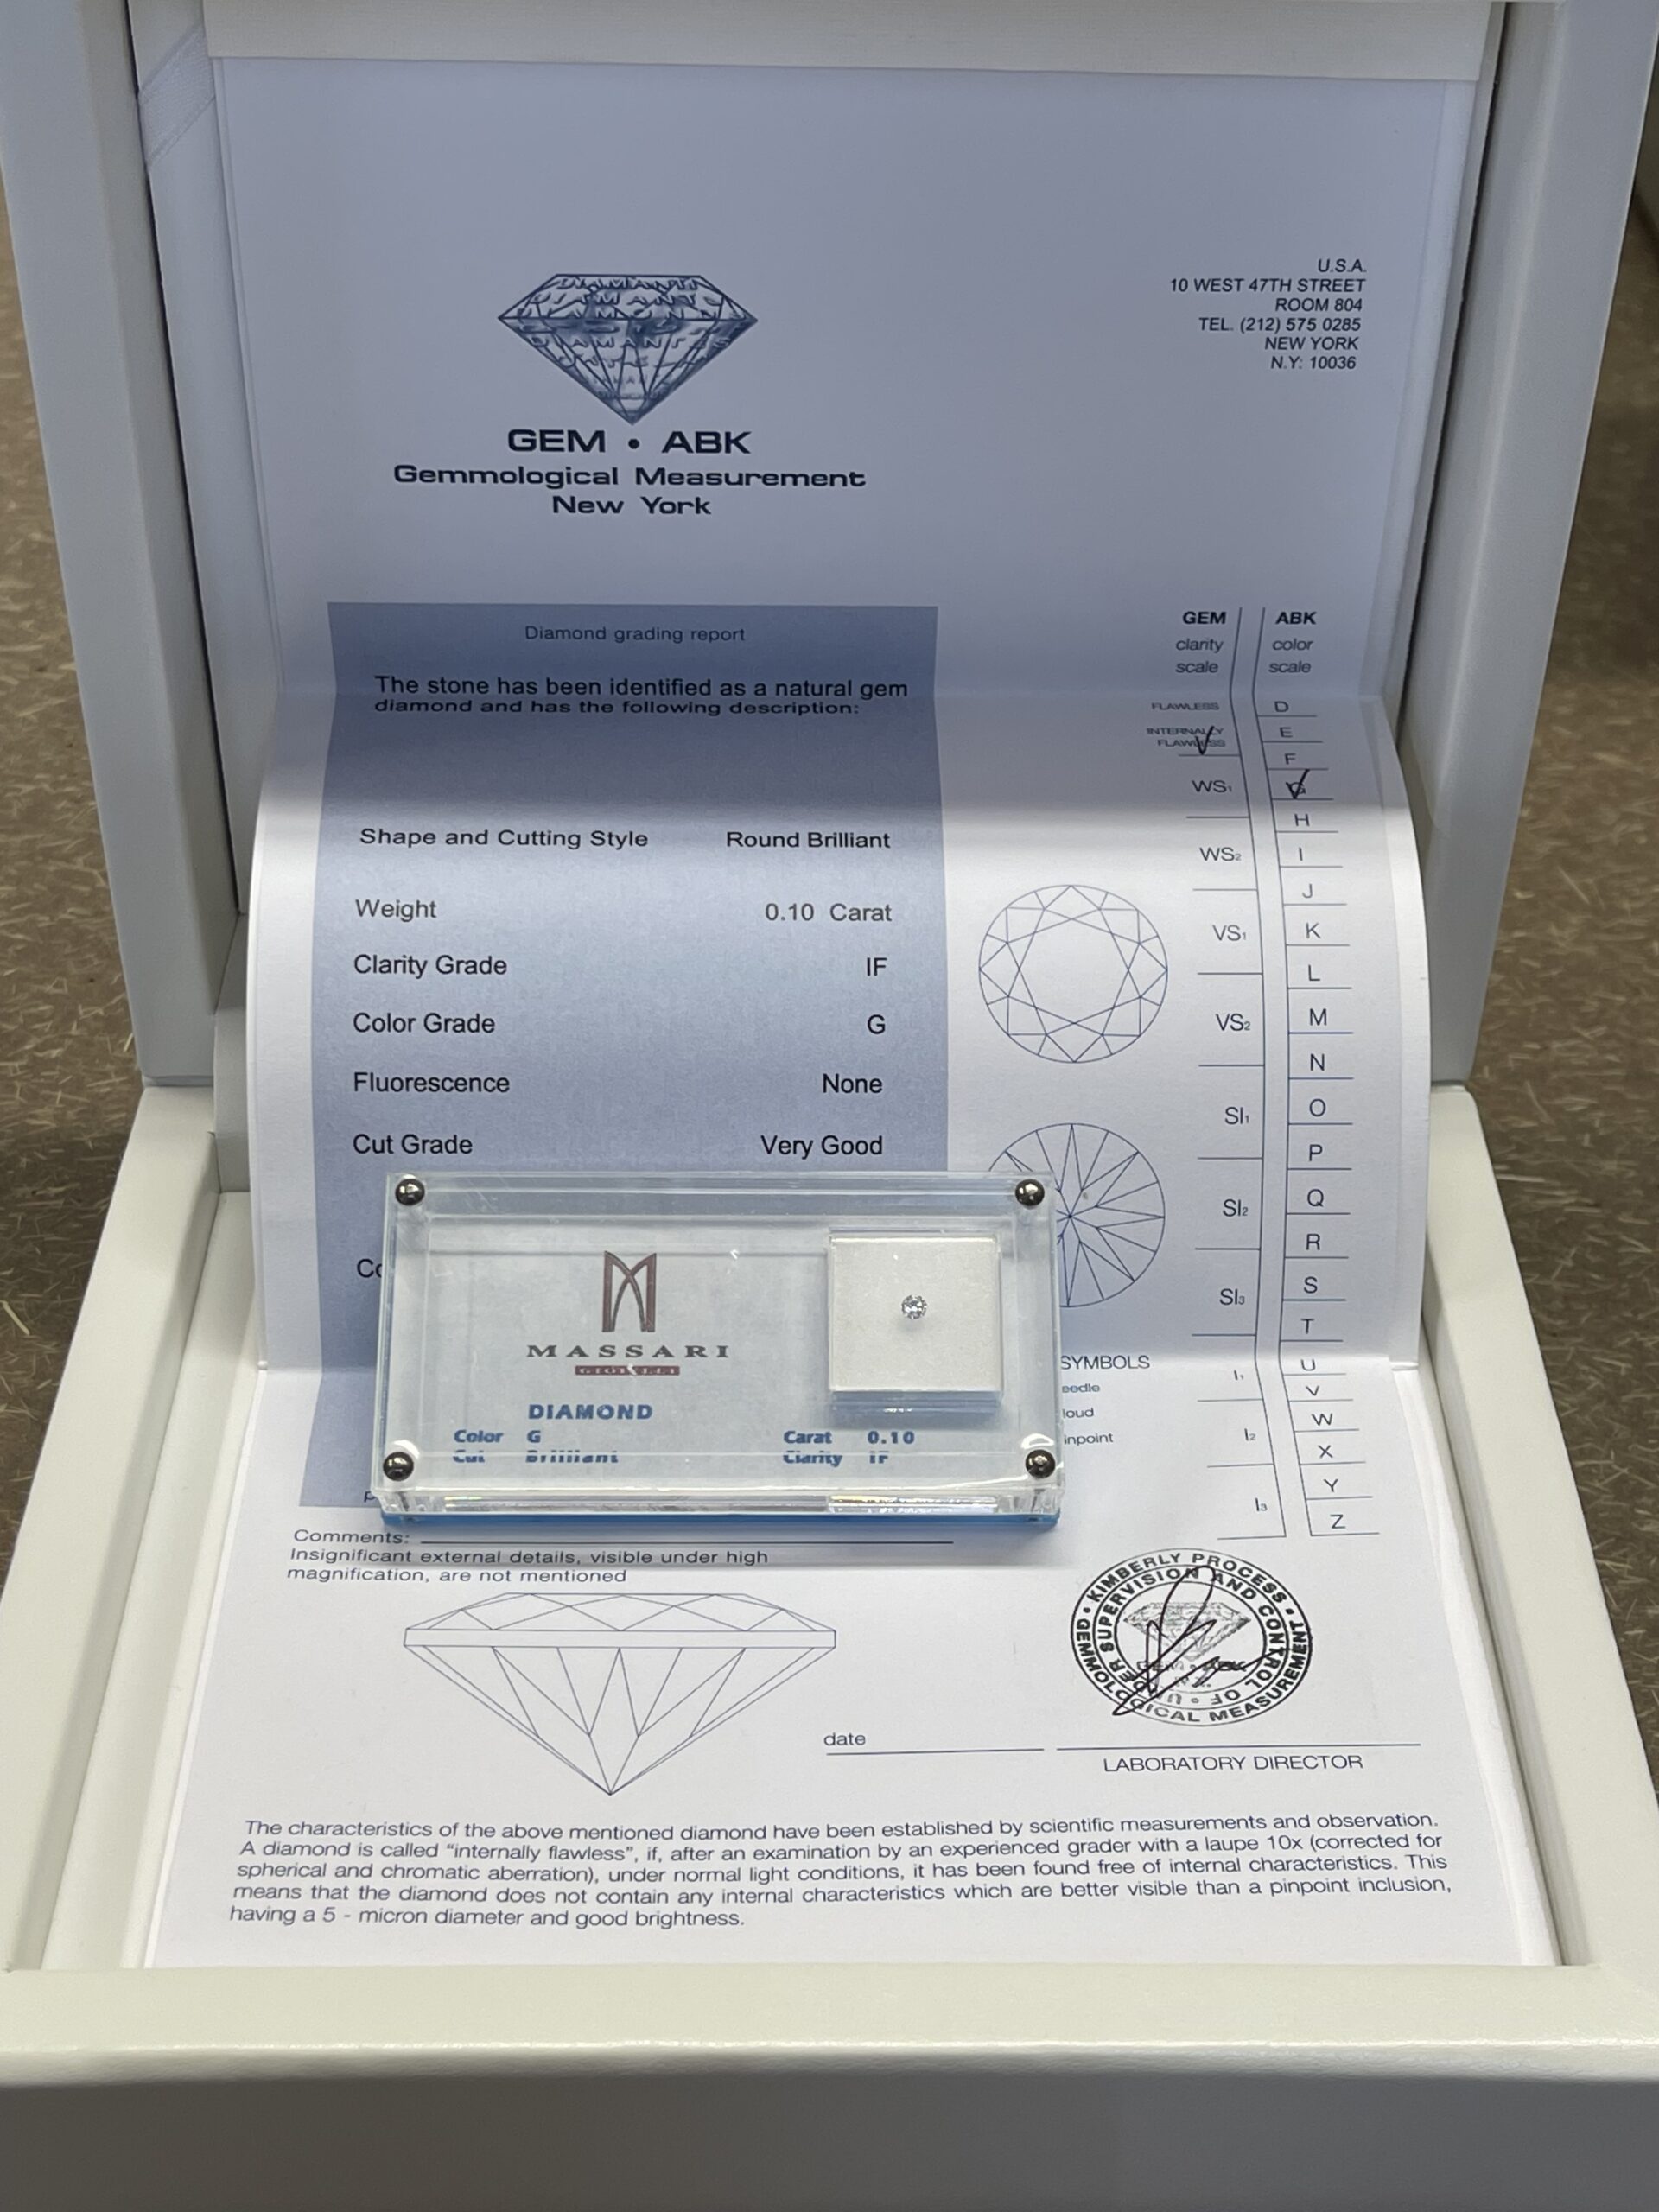 U.S.A.
10 WEST 47TH STREET
ROOM 804
TEL. (212) 575 0285
NEW YORK
N.Y: 10036
GEM • ABK
Gemmological Measurement
New York
Diamond grading report
The stone has been identified as a natural gem
diamond and has the following description:
Shape and Cutting Style Round Brilliant
Weight 0.10 Carat
Clarity Grade IF
Color Grade G
Fluorescence None
Cut Grade Very Good
GEM
clarity
scale
FLAWLESS
INTERNALLY
FLAWLESS
WS1
WS2
VS1
VS2
SI1
SI2
SI3
I1
I2
I3
ABK
color
scale
D
E
F
G
H
I
J
K
L
M
N
O
P
Q
R
S
T
U
V
W
X
Y
Z
MASSARI
GIOIELLI
DIAMOND
Color G Carat 0.10
Cut Brilliant Clarity IF
SYMBOLS
eedle
loud
inpoint
Comments:
Insignificant external details, visible under high
magnification, are not mentioned
KIMBERLY PROCESS
GEMMOLOGICAL MEASUREMENT
UNDER SUPERVISION AND CONTROL OF
date
LABORATORY DIRECTOR
The characteristics of the above mentioned diamond have been established by scientific measurements and observation.
A diamond is called "internally flawless", if, after an examination by an experienced grader with a laupe 10x (corrected for
spherical and chromatic aberration), under normal light conditions, it has been found free of internal characteristics. This
means that the diamond does not contain any internal characteristics which are better visible than a pinpoint inclusion,
having a 5 - micron diameter and good brightness.